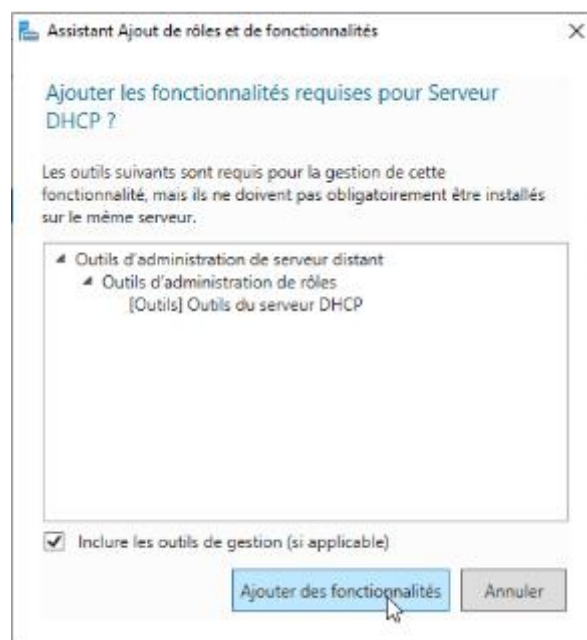 Assistant Ajout de rôles et de fonctionnalités
Ajouter les fonctionnalités requises pour Serveur
DHCP ?
Les outils suivants sont requis pour la gestion de cette
fonctionnalité, mais ils ne doivent pas obligatoirement être installés
sur le même serveur.
Outils d'administration de serveur distant
Outils d'administration de rôles
[Outils] Outils du serveur DHCP
Inclure les outils de gestion (si applicable)
Ajouter des fonctionnalités
Annuler